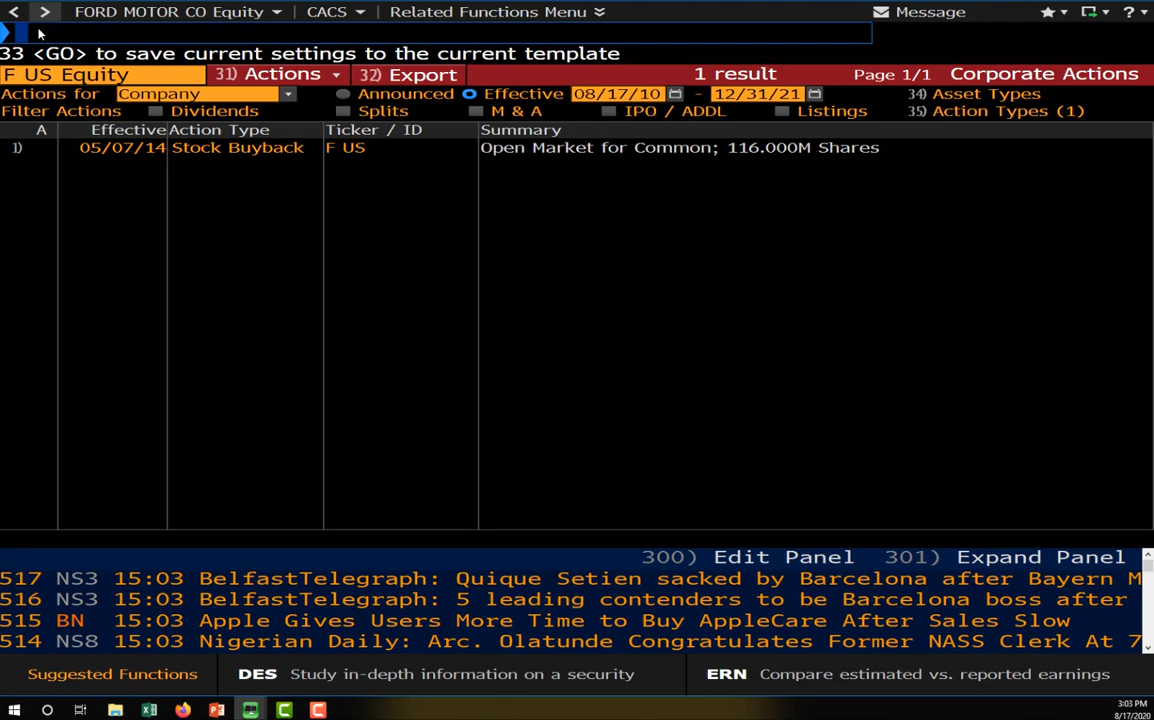 FORD MOTOR CO Equity CACS Related Functions Menu Message ?
33 <GO> to save current settings to the current template
F US Equity 31) Actions 32) Export 1 result Page 1/1 Corporate Actions
Actions for Company Announced Effective 08/17/10 - 12/31/21 34) Asset Types
Filter Actions Dividends Splits M & A IPO / ADDL Listings 35) Action Types (1)
A Effective Action Type Ticker / ID Summary
1) 05/07/14 Stock Buyback F US Open Market for Common; 116.000M Shares
300) Edit Panel 301) Expand Panel
517 NS3 15:03 BelfastTelegraph: Quique Setien sacked by Barcelona after Bayern M
516 NS3 15:03 BelfastTelegraph: 5 leading contenders to be Barcelona boss after
515 BN 15:03 Apple Gives Users More Time to Buy AppleCare After Sales Slow
514 NS8 15:03 Nigerian Daily: Arc. Olatunde Congratulates Former NASS Clerk At 7
Suggested Functions DES Study in-depth information on a security ERN Compare estimated vs. reported earnings
3:03 PM
8/17/2020